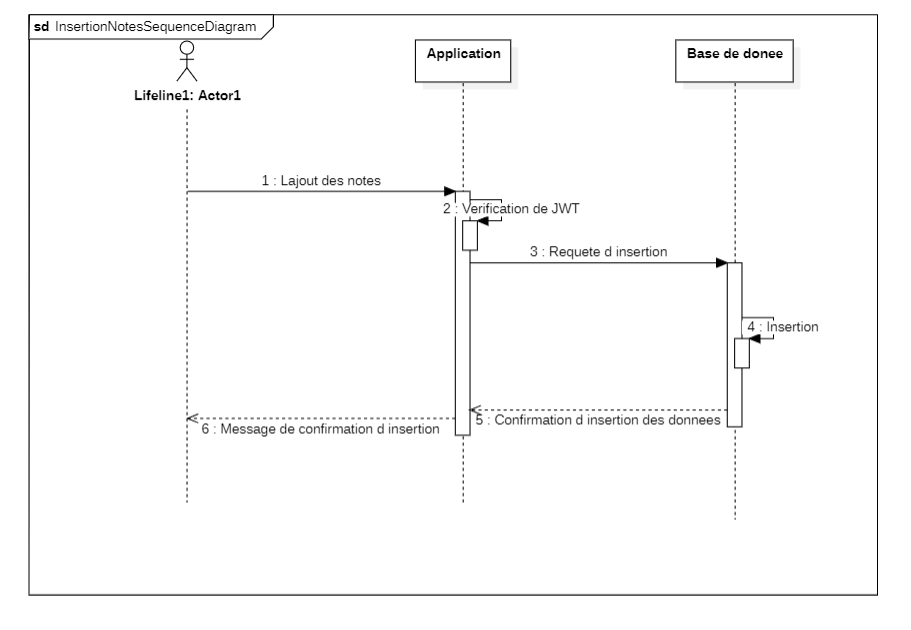 sd InsertionNotesSequenceDiagram
Application
Base de donee
Lifeline1: Actor1
1 : Lajout des notes
2 : Verification de JWT
3 : Requete d insertion
4 : Insertion
5 : Confirmation d insertion des donnees
6 : Message de confirmation d insertion